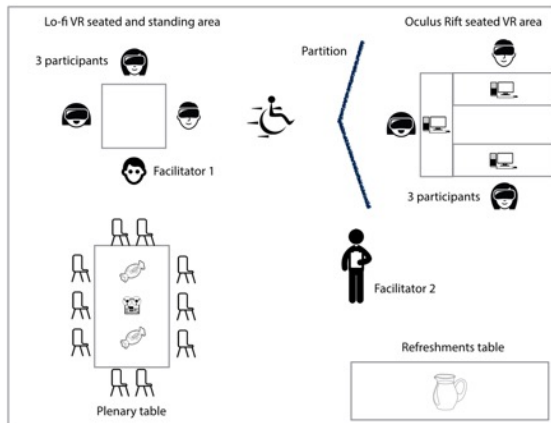 Lo-fi VR seated and standing area
Oculus Rift seated VR area
3 participants
Partition
Facilitator 1
3 participants
Facilitator 2
Refreshments table
Plenary table